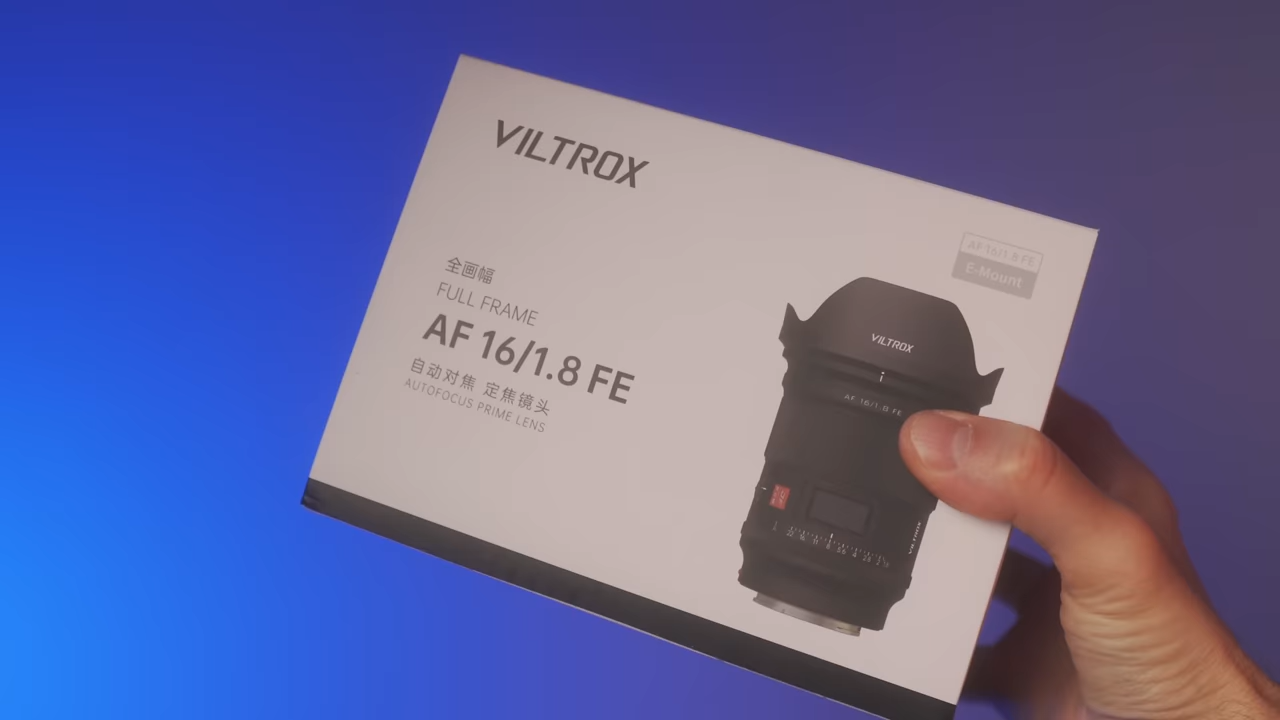 VILTROX
AF 16/1.8 FE
E-Mount
全画幅
FULL FRAME
AF 16/1.8 FE
自动对焦 定焦镜头
AUTOFOCUS PRIME LENS
VILTROX
AF 16/1.8 FE